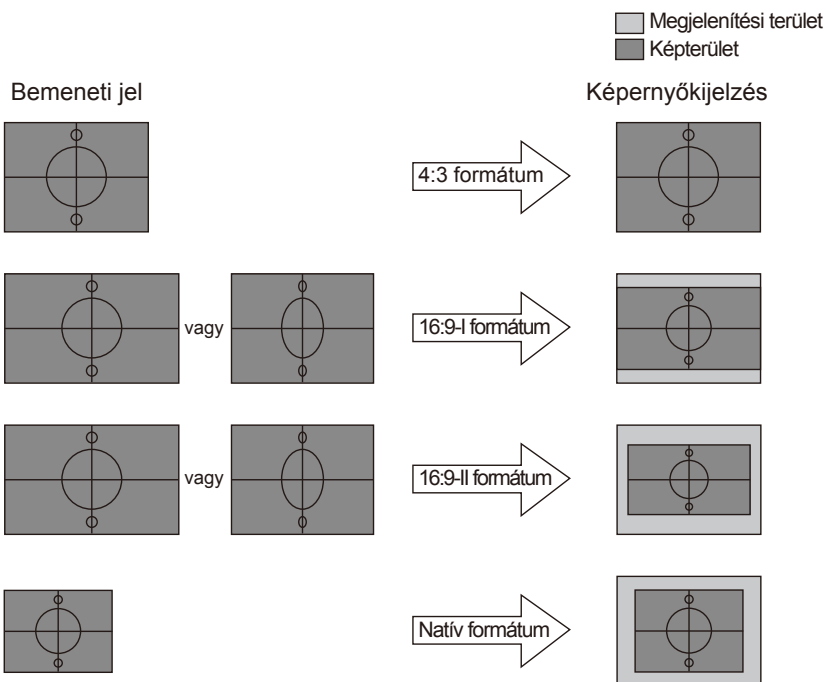 Megjelenítési terület
Képterület
Bemeneti jel
Képernyőkijelzés
4:3 formátum
vagy
16:9-I formátum
vagy
16:9-II formátum
Natív formátum